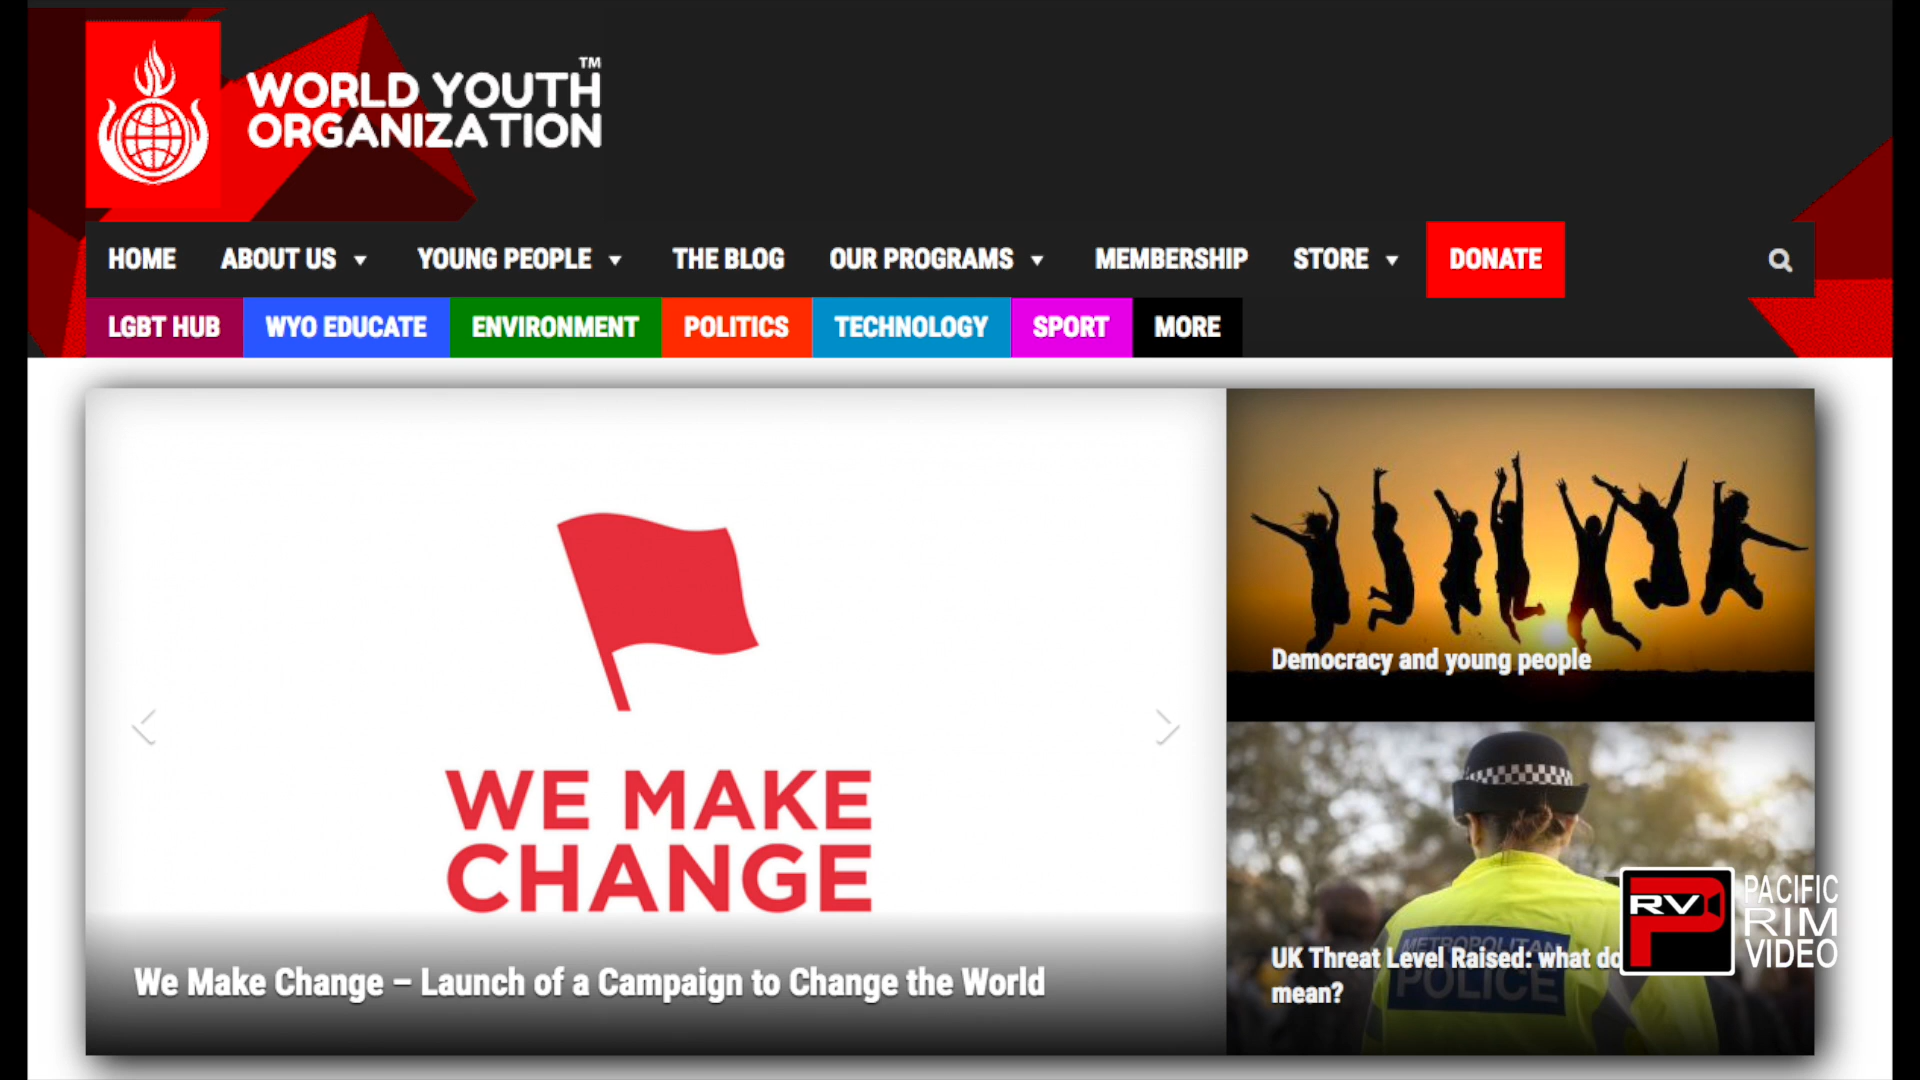 WORLD YOUTH™
ORGANIZATION
HOME ABOUT US YOUNG PEOPLE THE BLOG OUR PROGRAMS MEMBERSHIP STORE DONATE
LGBT HUB WYO EDUCATE ENVIRONMENT POLITICS TECHNOLOGY SPORT MORE
WE MAKE
CHANGE
We Make Change – Launch of a Campaign to Change the World
Democracy and young people
METROPOLITAN
POLICE
UK Threat Level Raised: what do
mean?
RV P
PACIFIC
RIM
VIDEO